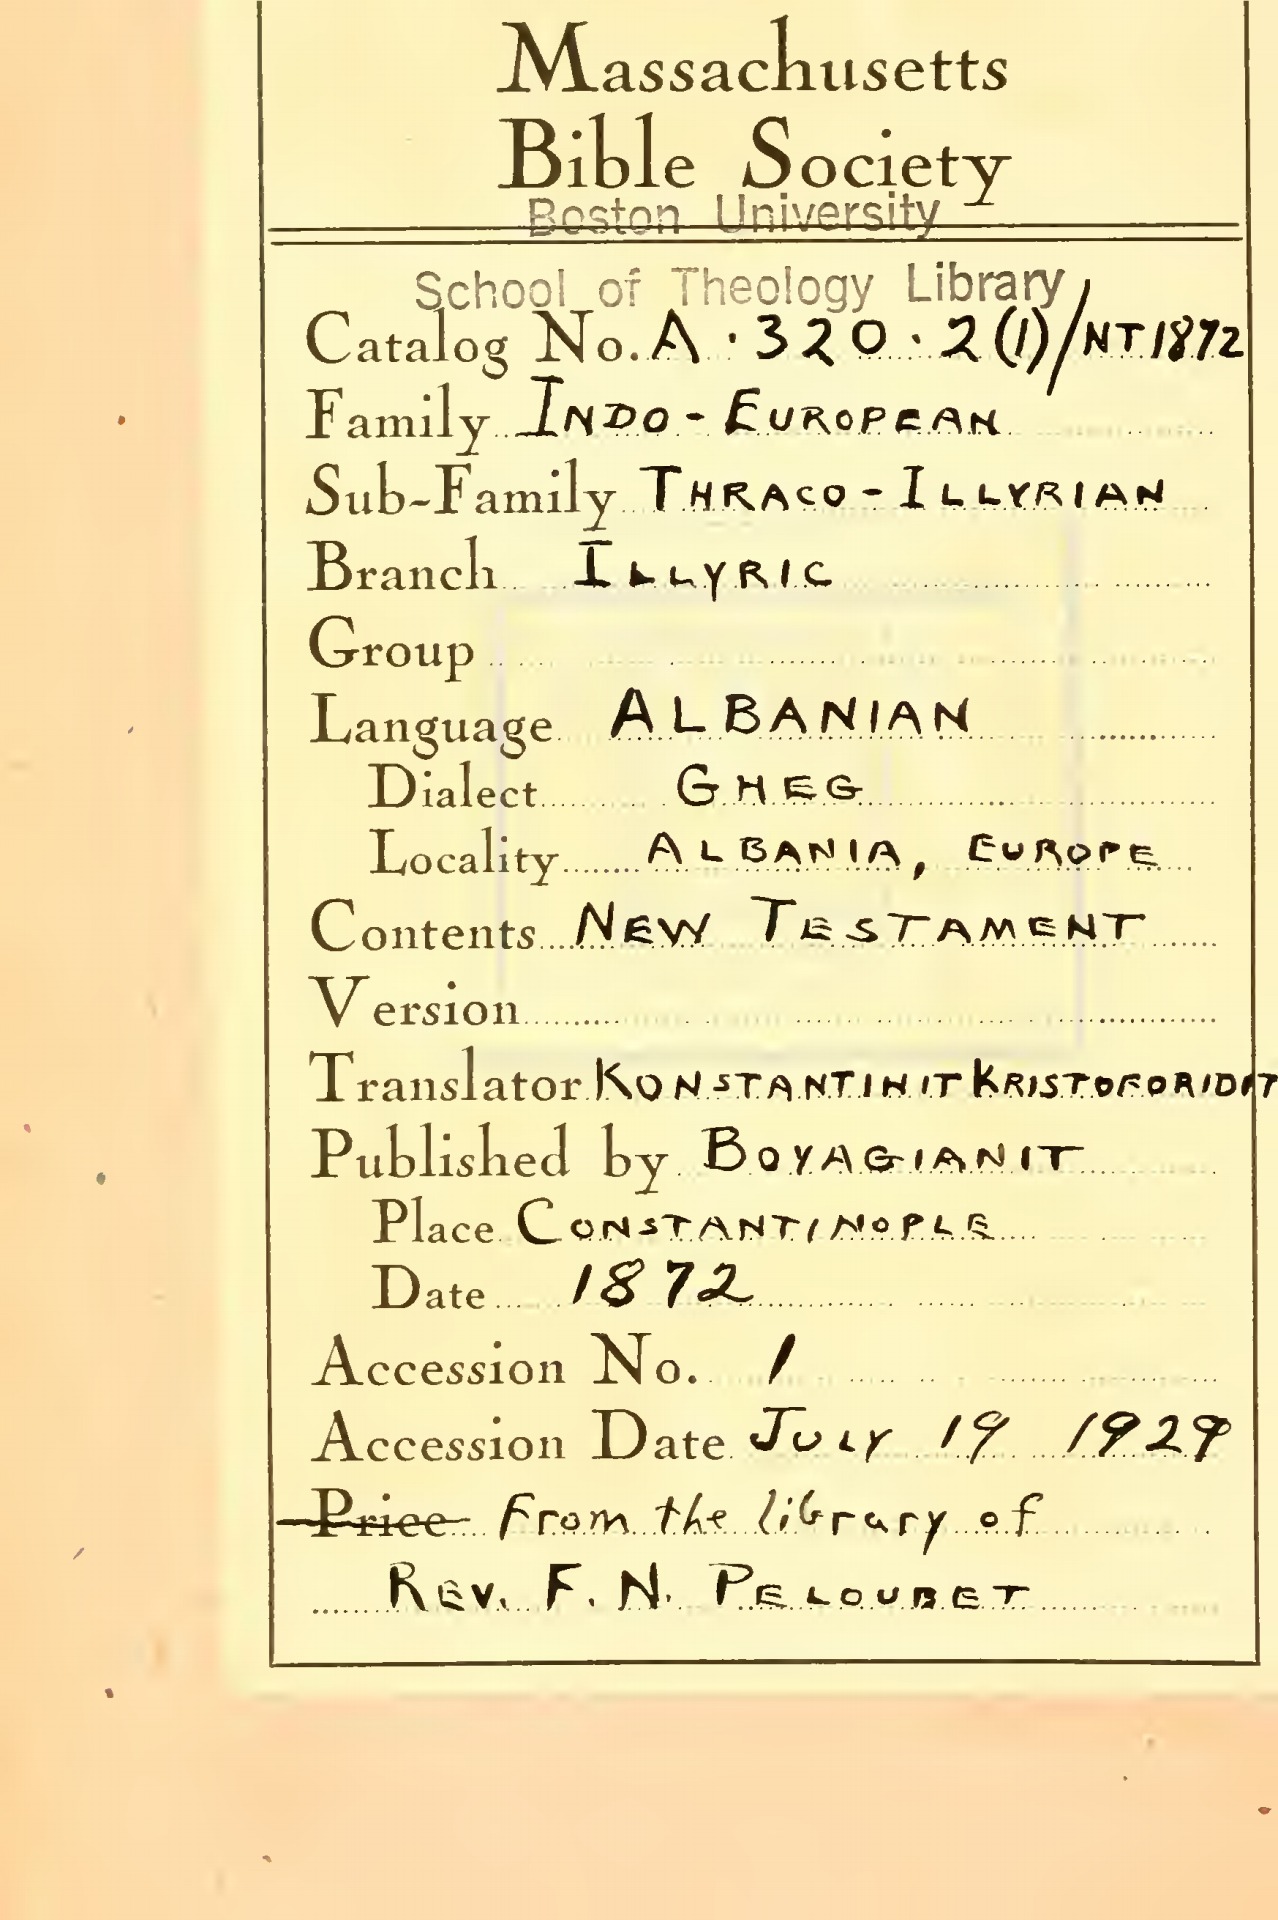 Massachusetts
Bible Society
Boston University
School of Theology Library
Catalog No. A · 320 · 2(1)/NT1872
Family INDO-EUROPEAN
Sub-Family THRACO-ILLYRIAN
Branch ILLYRIC
Group
Language ALBANIAN
Dialect GHEG
Locality ALBANIA, EUROPE
Contents NEW TESTAMENT
Version
Translator KONSTANTINIT KRISTOFORIDIT
Published by BOYAGIANIT
Place CONSTANTINOPLE
Date 1872
Accession No. 1
Accession Date JULY 19 1929
Price From the library of
REV. F. N. PELOUBET